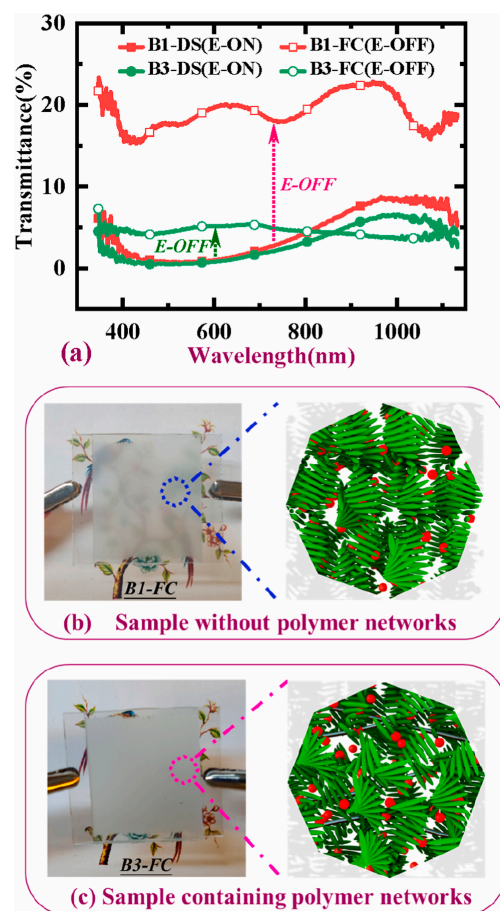 30
20
10
0
Transmittance(%)
B1-DS(E-ON) B1-FC(E-OFF)
B3-DS(E-ON) B3-FC(E-OFF)
E-OFF
E-OFF
400 600 800 1000
(a) Wavelength(nm)
B1-FC
(b) Sample without polymer networks
B3-FC
(c) Sample containing polymer networks